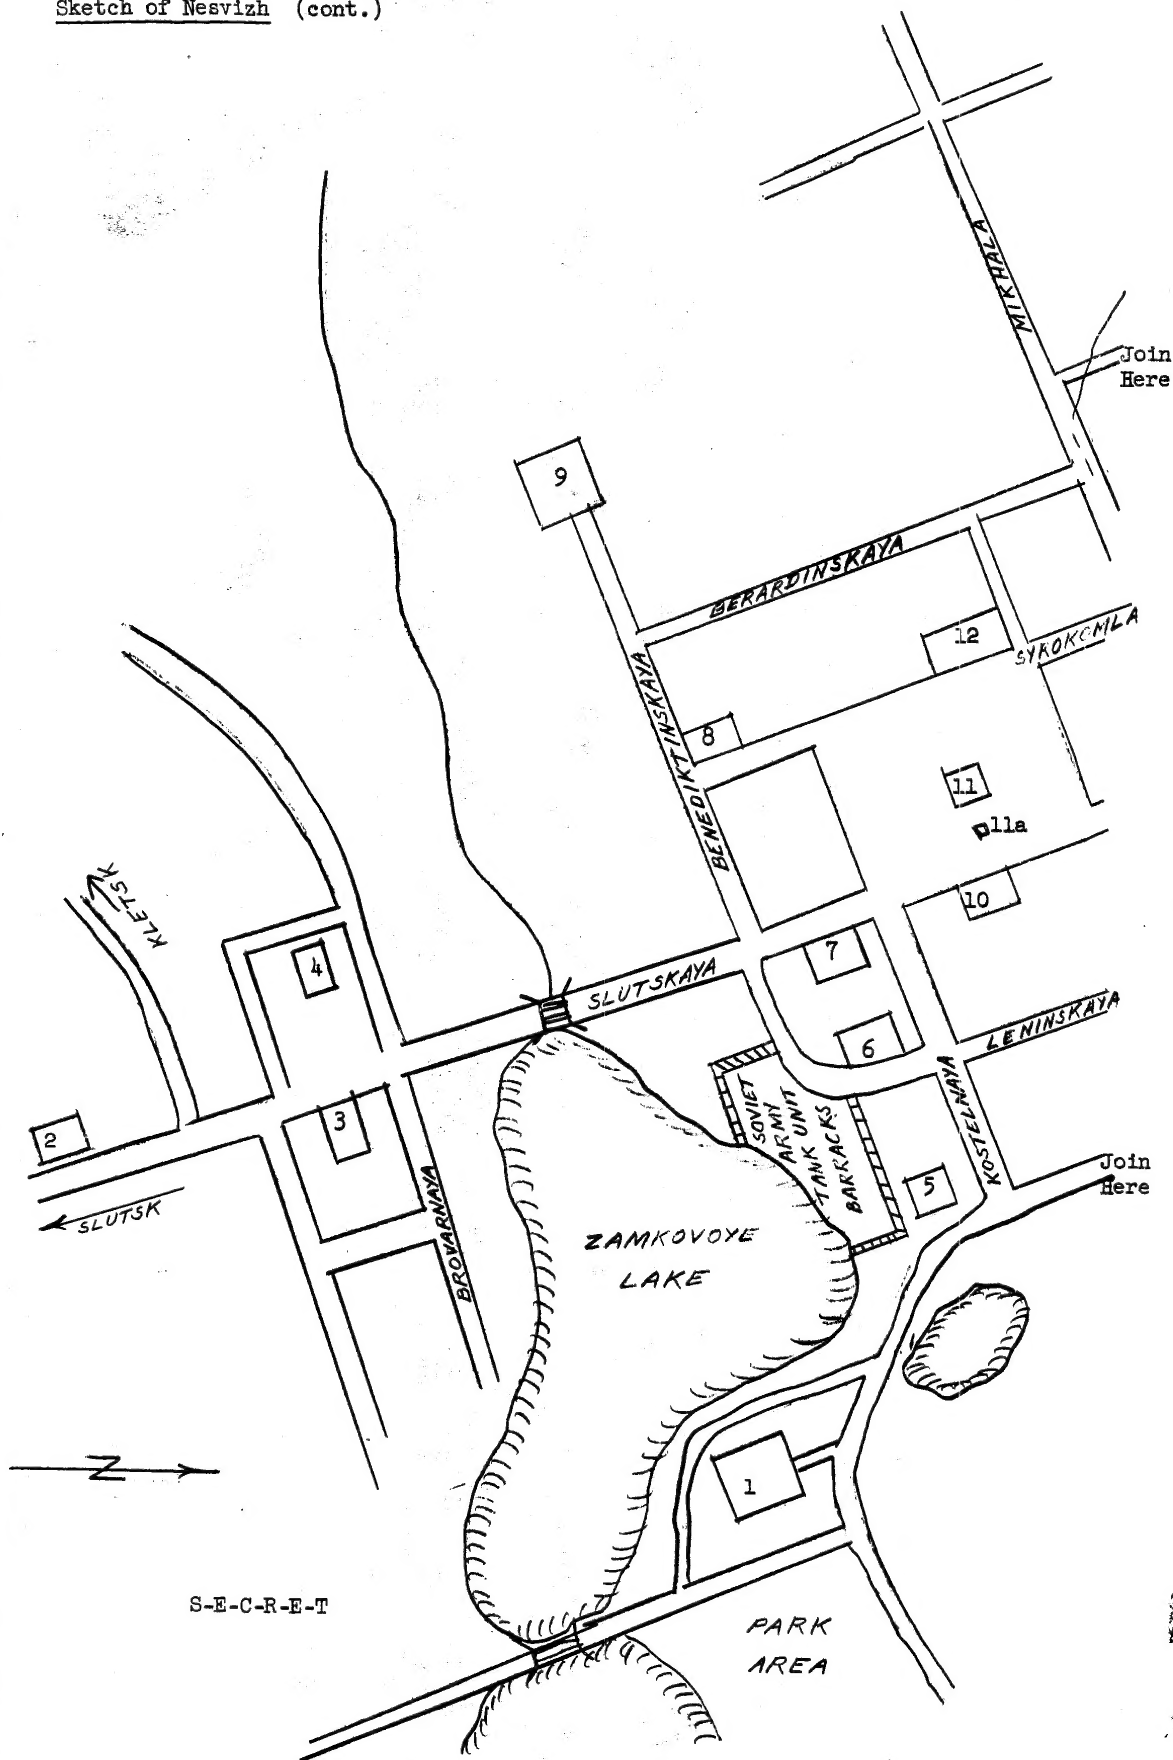 Sketch of Nesvizh (cont.)
MIKHALA
Join
Here
9
BERARDINSKAYA
12
SYROKOMLA
BENEDIKTINSKAYA
8
11
11a
10
KLETSK
4
SLUTSKAYA
7
6
LENINSKAYA
2
3
SLUTSK
BROVARNAYA
SOVIET
ARMY
TANK UNIT
BARRACKS
KOSTELNAYA
5
Join
Here
ZAMKOVOYE
LAKE
N
1
S-E-C-R-E-T
PARK
AREA